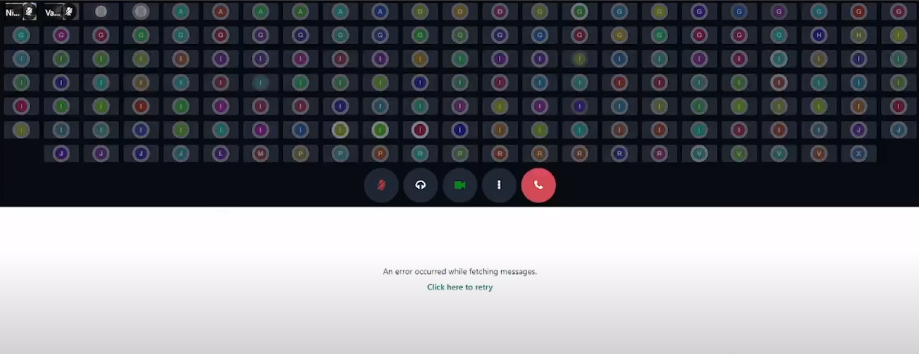 Ni... Va... A A A A A A D D D G G G G G G G G G G
G G G G G G G G G G G G G G G G G G G G H H I
I I I I I I I I I I I I I I I I I I I I I I I
I I I I I I I I I I I I I I I I I I I I I I I
I I I I I I I I I I I I I I I I I I I I I I I
I I I I I I I I I I I I I I I I I I I I I J J
J J J J L M P P P R R R R R R R V V V V X
An error occurred while fetching messages.
Click here to retry